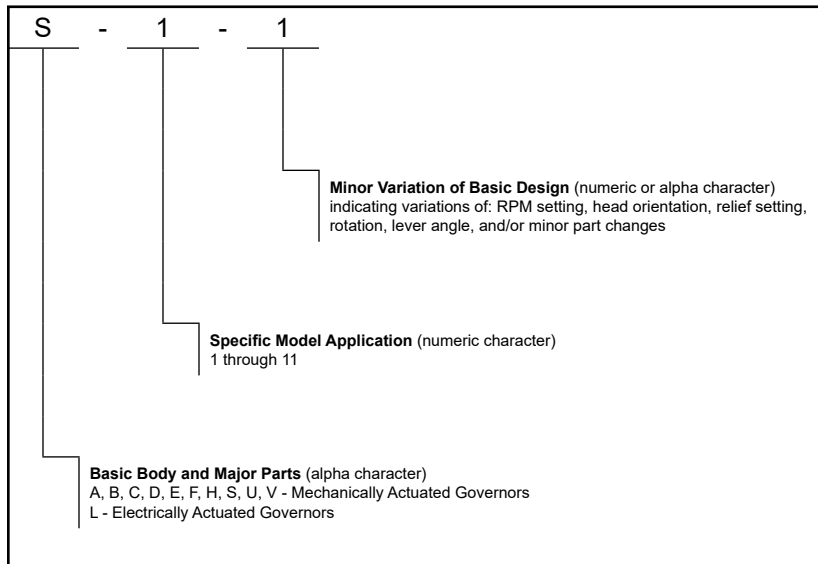 S - 1 - 1
Minor Variation of Basic Design (numeric or alpha character)
indicating variations of: RPM setting, head orientation, relief setting,
rotation, lever angle, and/or minor part changes
Specific Model Application (numeric character)
1 through 11
Basic Body and Major Parts (alpha character)
A, B, C, D, E, F, H, S, U, V - Mechanically Actuated Governors
L - Electrically Actuated Governors